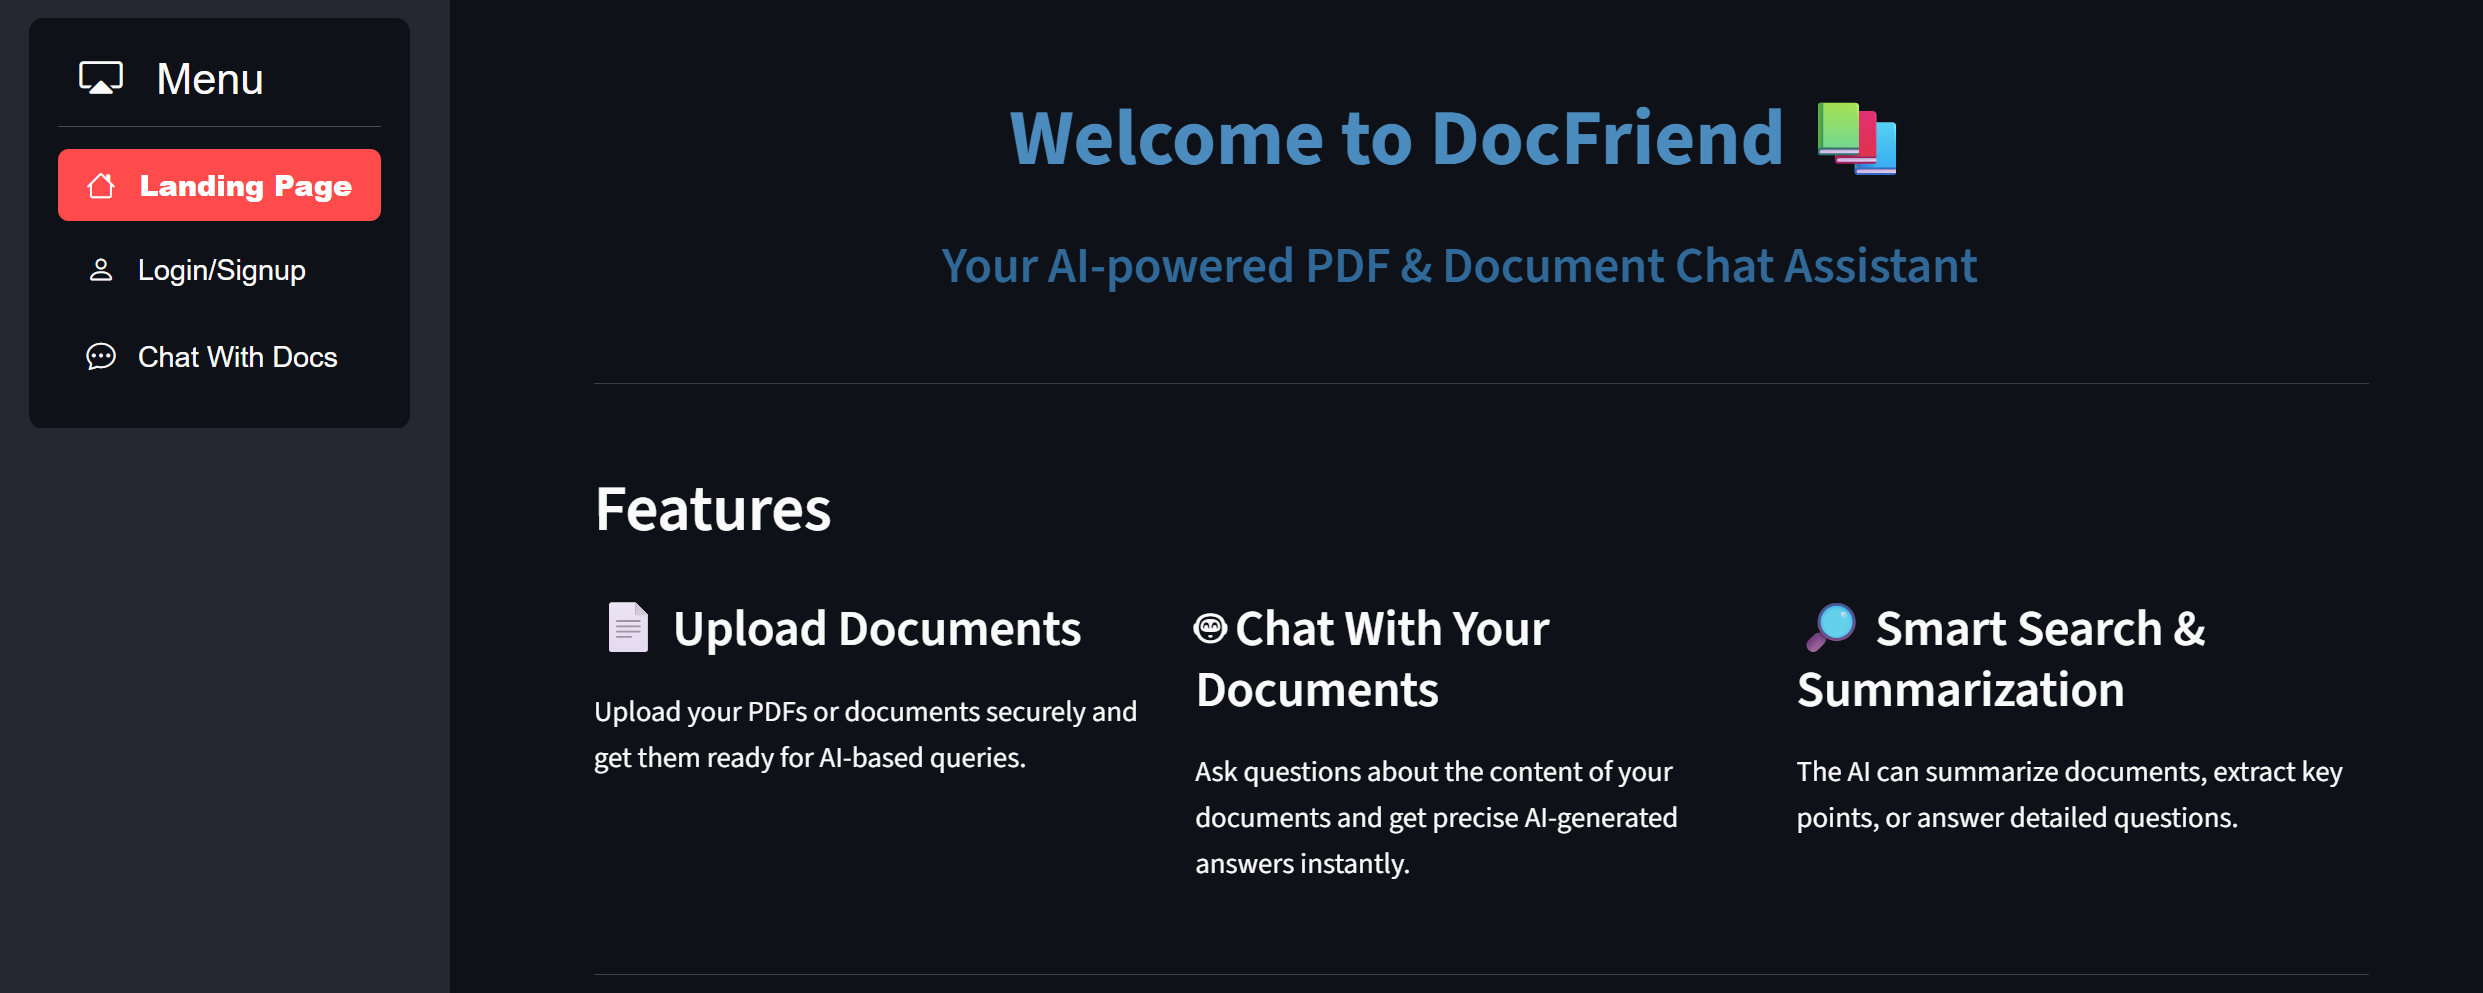 Menu
Landing Page
Login/Signup
Chat With Docs
Welcome to DocFriend
Your AI-powered PDF & Document Chat Assistant
Features
Upload Documents
Upload your PDFs or documents securely and
get them ready for AI-based queries.
Chat With Your
Documents
Ask questions about the content of your
documents and get precise AI-generated
answers instantly.
Smart Search &
Summarization
The AI can summarize documents, extract key
points, or answer detailed questions.